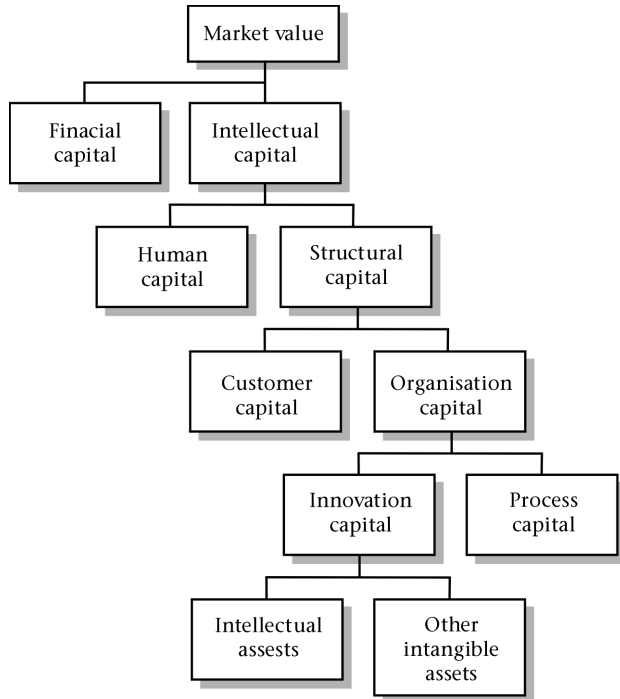 Market value
Finacial
capital
Intellectual
capital
Human
capital
Structural
capital
Customer
capital
Organisation
capital
Innovation
capital
Process
capital
Intellectual
assests
Other
intangible
assets